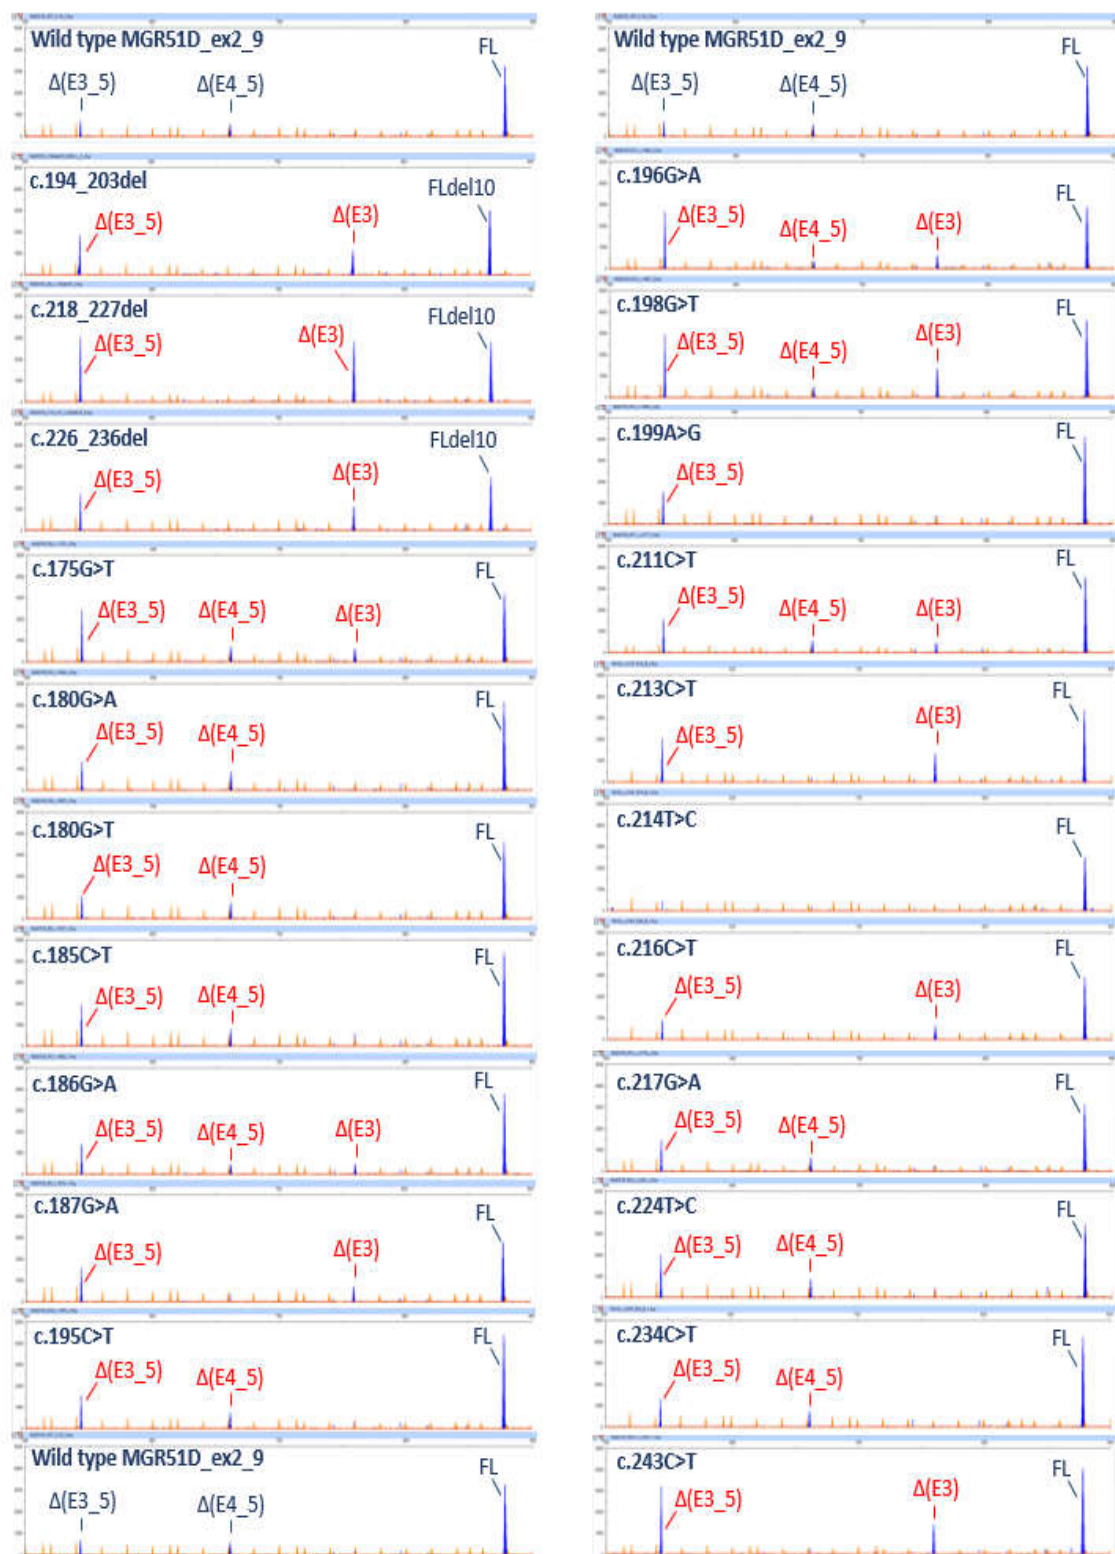 Wild type MGR51D_ex2_9
FL
Δ(E3_5)
Δ(E4_5)
c.194_203del
FLdel10
Δ(E3_5)
Δ(E3)
c.218_227del
FLdel10
Δ(E3_5)
Δ(E3)
c.226_236del
FLdel10
Δ(E3_5)
Δ(E3)
c.175G>T
FL
Δ(E3_5)
Δ(E4_5)
Δ(E3)
c.180G>A
FL
Δ(E3_5)
Δ(E4_5)
c.180G>T
FL
Δ(E3_5)
Δ(E4_5)
c.185C>T
FL
Δ(E3_5)
Δ(E4_5)
c.186G>A
FL
Δ(E3_5)
Δ(E4_5)
Δ(E3)
c.187G>A
FL
Δ(E3_5)
Δ(E3)
c.195C>T
FL
Δ(E3_5)
Δ(E4_5)
Wild type MGR51D_ex2_9
FL
Δ(E3_5)
Δ(E4_5)
Wild type MGR51D_ex2_9
FL
Δ(E3_5)
Δ(E4_5)
c.196G>A
FL
Δ(E3_5)
Δ(E4_5)
Δ(E3)
c.198G>T
FL
Δ(E3_5)
Δ(E4_5)
Δ(E3)
c.199A>G
FL
Δ(E3_5)
c.211C>T
FL
Δ(E3_5)
Δ(E4_5)
Δ(E3)
c.213C>T
FL
Δ(E3_5)
Δ(E3)
c.214T>C
FL
c.216C>T
FL
Δ(E3_5)
Δ(E3)
c.217G>A
FL
Δ(E3_5)
Δ(E4_5)
c.224T>C
FL
Δ(E3_5)
Δ(E4_5)
c.234C>T
FL
Δ(E3_5)
Δ(E4_5)
c.243C>T
FL
Δ(E3_5)
Δ(E3)